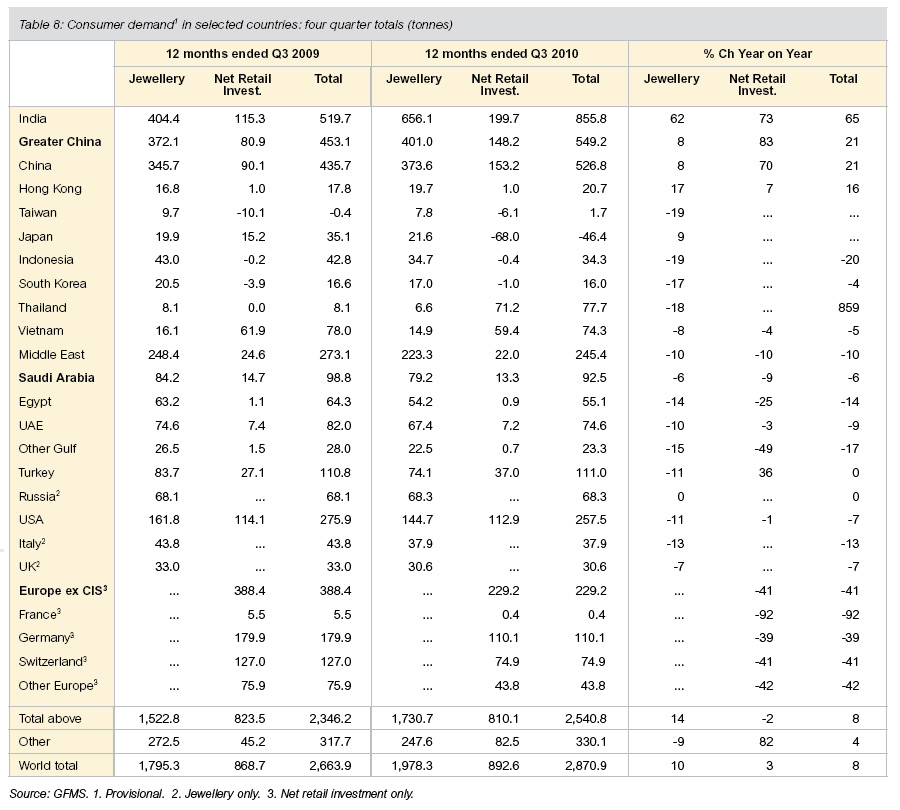 Table 8: Consumer demand¹ in selected countries: four quarter totals (tonnes)
12 months ended Q3 2009 12 months ended Q3 2010 % Ch Year on Year
Jewellery Net Retail Invest. Total Jewellery Net Retail Invest. Total Jewellery Net Retail Invest. Total
India 404.4 115.3 519.7 656.1 199.7 855.8 62 73 65
Greater China 372.1 80.9 453.1 401.0 148.2 549.2 8 83 21
China 345.7 90.1 435.7 373.6 153.2 526.8 8 70 21
Hong Kong 16.8 1.0 17.8 19.7 1.0 20.7 17 7 16
Taiwan 9.7 -10.1 -0.4 7.8 -6.1 1.7 -19 ... ...
Japan 19.9 15.2 35.1 21.6 -68.0 -46.4 9 ... ...
Indonesia 43.0 -0.2 42.8 34.7 -0.4 34.3 -19 ... -20
South Korea 20.5 -3.9 16.6 17.0 -1.0 16.0 -17 ... -4
Thailand 8.1 0.0 8.1 6.6 71.2 77.7 -18 ... 859
Vietnam 16.1 61.9 78.0 14.9 59.4 74.3 -8 -4 -5
Middle East 248.4 24.6 273.1 223.3 22.0 245.4 -10 -10 -10
Saudi Arabia 84.2 14.7 98.8 79.2 13.3 92.5 -6 -9 -6
Egypt 63.2 1.1 64.3 54.2 0.9 55.1 -14 -25 -14
UAE 74.6 7.4 82.0 67.4 7.2 74.6 -10 -3 -9
Other Gulf 26.5 1.5 28.0 22.5 0.7 23.3 -15 -49 -17
Turkey 83.7 27.1 110.8 74.1 37.0 111.0 -11 36 0
Russia² 68.1 ... 68.1 68.3 ... 68.3 0 ... 0
USA 161.8 114.1 275.9 144.7 112.9 257.5 -11 -1 -7
Italy² 43.8 ... 43.8 37.9 ... 37.9 -13 ... -13
UK² 33.0 ... 33.0 30.6 ... 30.6 -7 ... -7
Europe ex CIS³ ... 388.4 388.4 ... 229.2 229.2 ... -41 -41
France³ ... 5.5 5.5 ... 0.4 0.4 ... -92 -92
Germany³ ... 179.9 179.9 ... 110.1 110.1 ... -39 -39
Switzerland³ ... 127.0 127.0 ... 74.9 74.9 ... -41 -41
Other Europe³ ... 75.9 75.9 ... 43.8 43.8 ... -42 -42
Total above 1,522.8 823.5 2,346.2 1,730.7 810.1 2,540.8 14 -2 8
Other 272.5 45.2 317.7 247.6 82.5 330.1 -9 82 4
World total 1,795.3 868.7 2,663.9 1,978.3 892.6 2,870.9 10 3 8
Source: GFMS. 1. Provisional. 2. Jewellery only. 3. Net retail investment only.